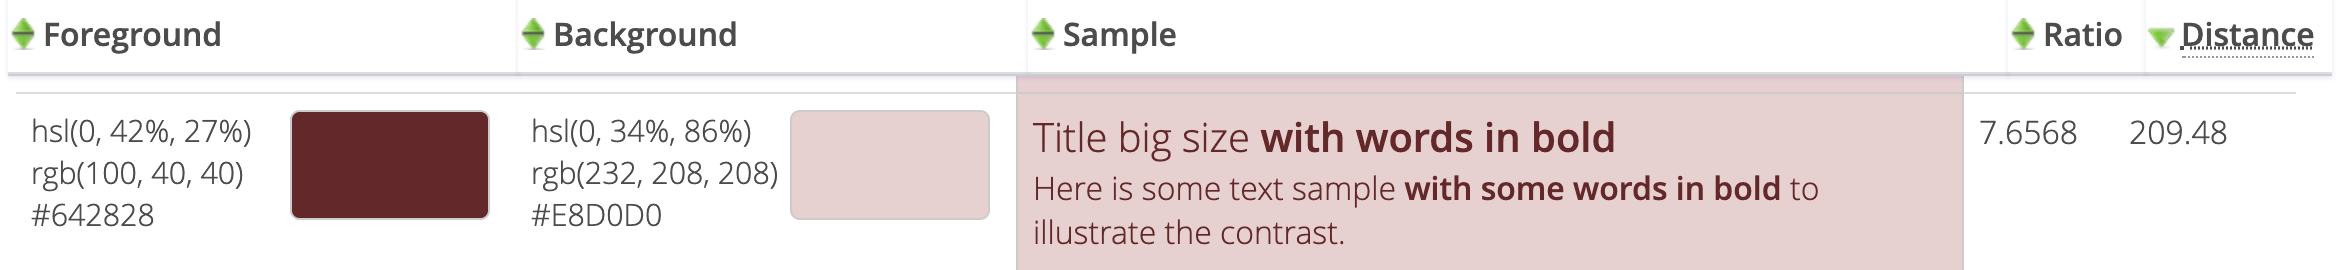 Foreground Background Sample Ratio Distance
hsl(0, 42%, 27%)
rgb(100, 40, 40)
#642828
hsl(0, 34%, 86%)
rgb(232, 208, 208)
#E8D0D0
Title big size with words in bold
Here is some text sample with some words in bold to
illustrate the contrast.
7.6568 209.48